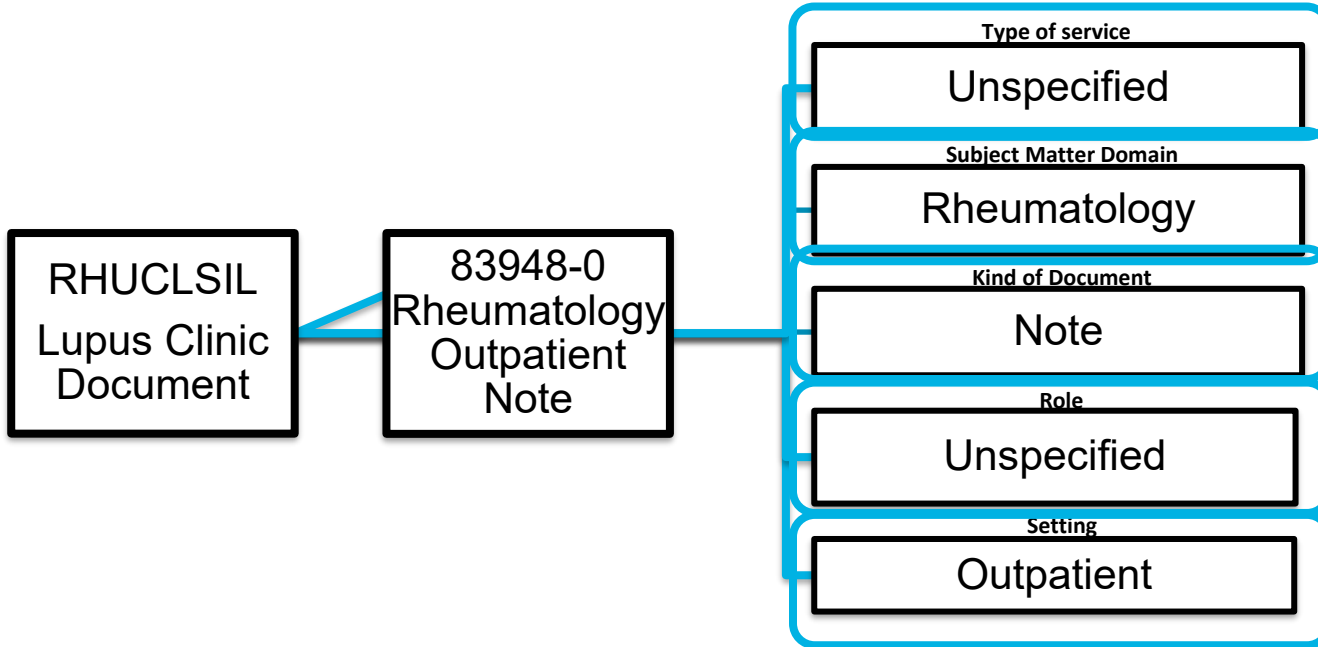 RHUCLSIL
Lupus Clinic
Document
83948-0
Rheumatology
Outpatient
Note
Type of service
Unspecified
Subject Matter Domain
Rheumatology
Kind of Document
Note
Role
Unspecified
Setting
Outpatient